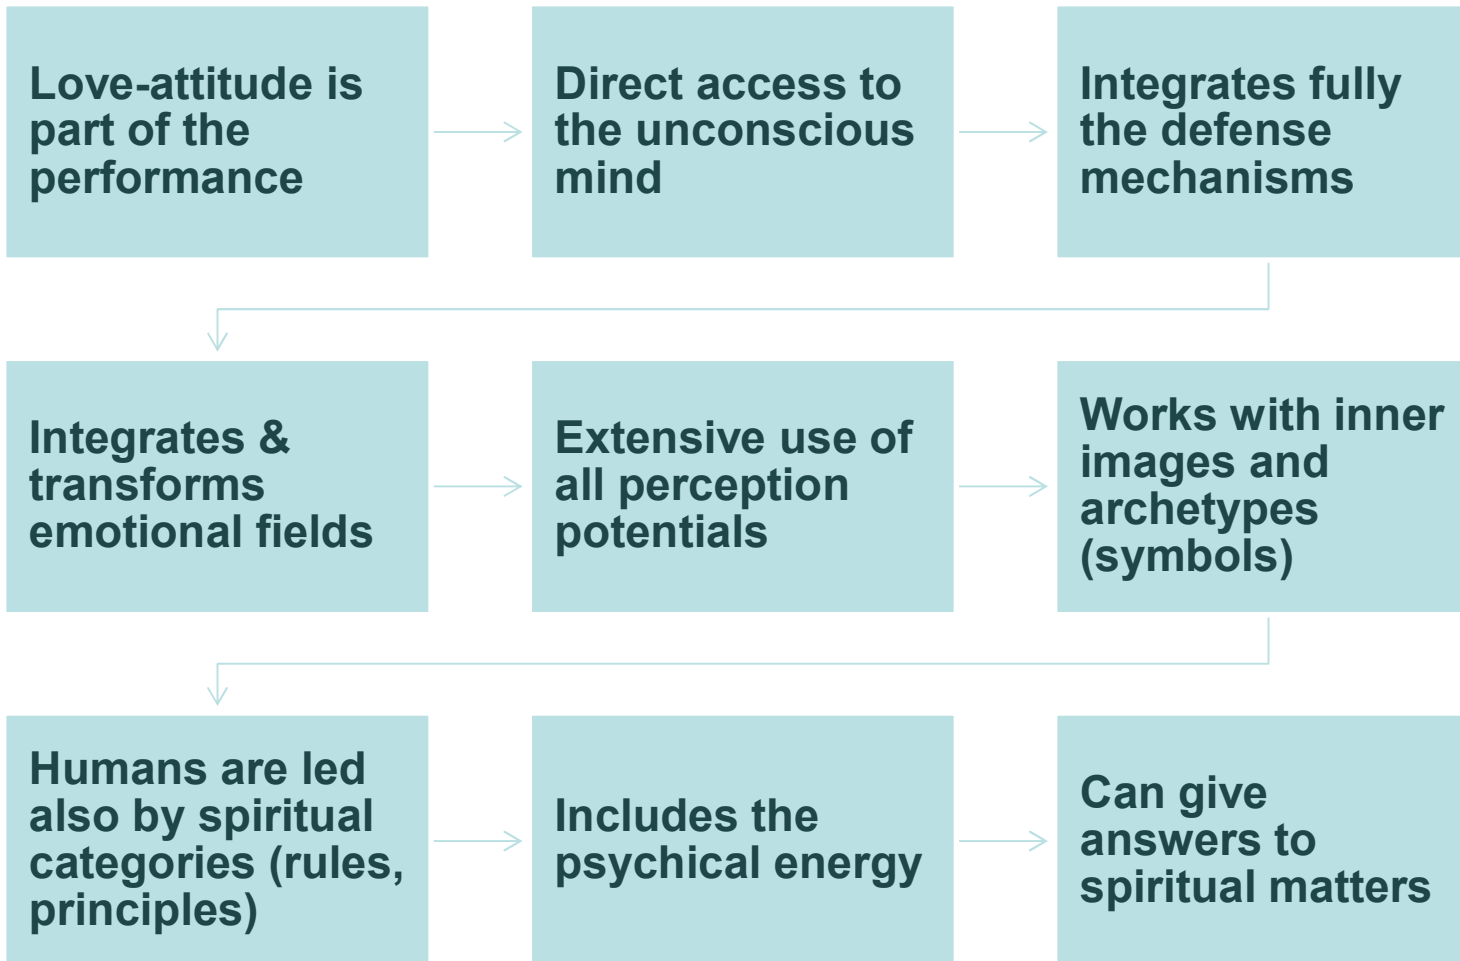 Love-attitude is
part of the
performance
Direct access to
the unconscious
mind
Integrates fully
the defense
mechanisms
Integrates &
transforms
emotional fields
Extensive use of
all perception
potentials
Works with inner
images and
archetypes
(symbols)
Humans are led
also by spiritual
categories (rules,
principles)
Includes the
psychical energy
Can give
answers to
spiritual matters